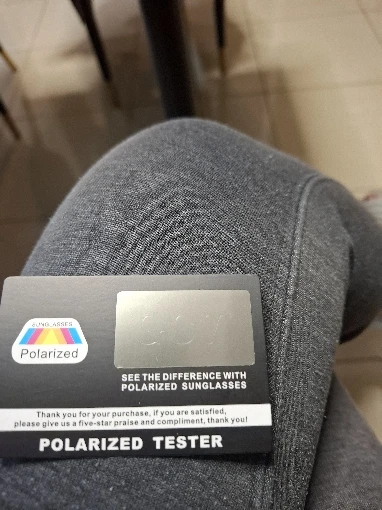 SUNGLASSES
Polarized
SEE THE DIFFERENCE WITH
POLARIZED SUNGLASSES
Thank you for your purchase, if you are satisfied,
please give us a five-star praise and compliment, thank you!
POLARIZED TESTER